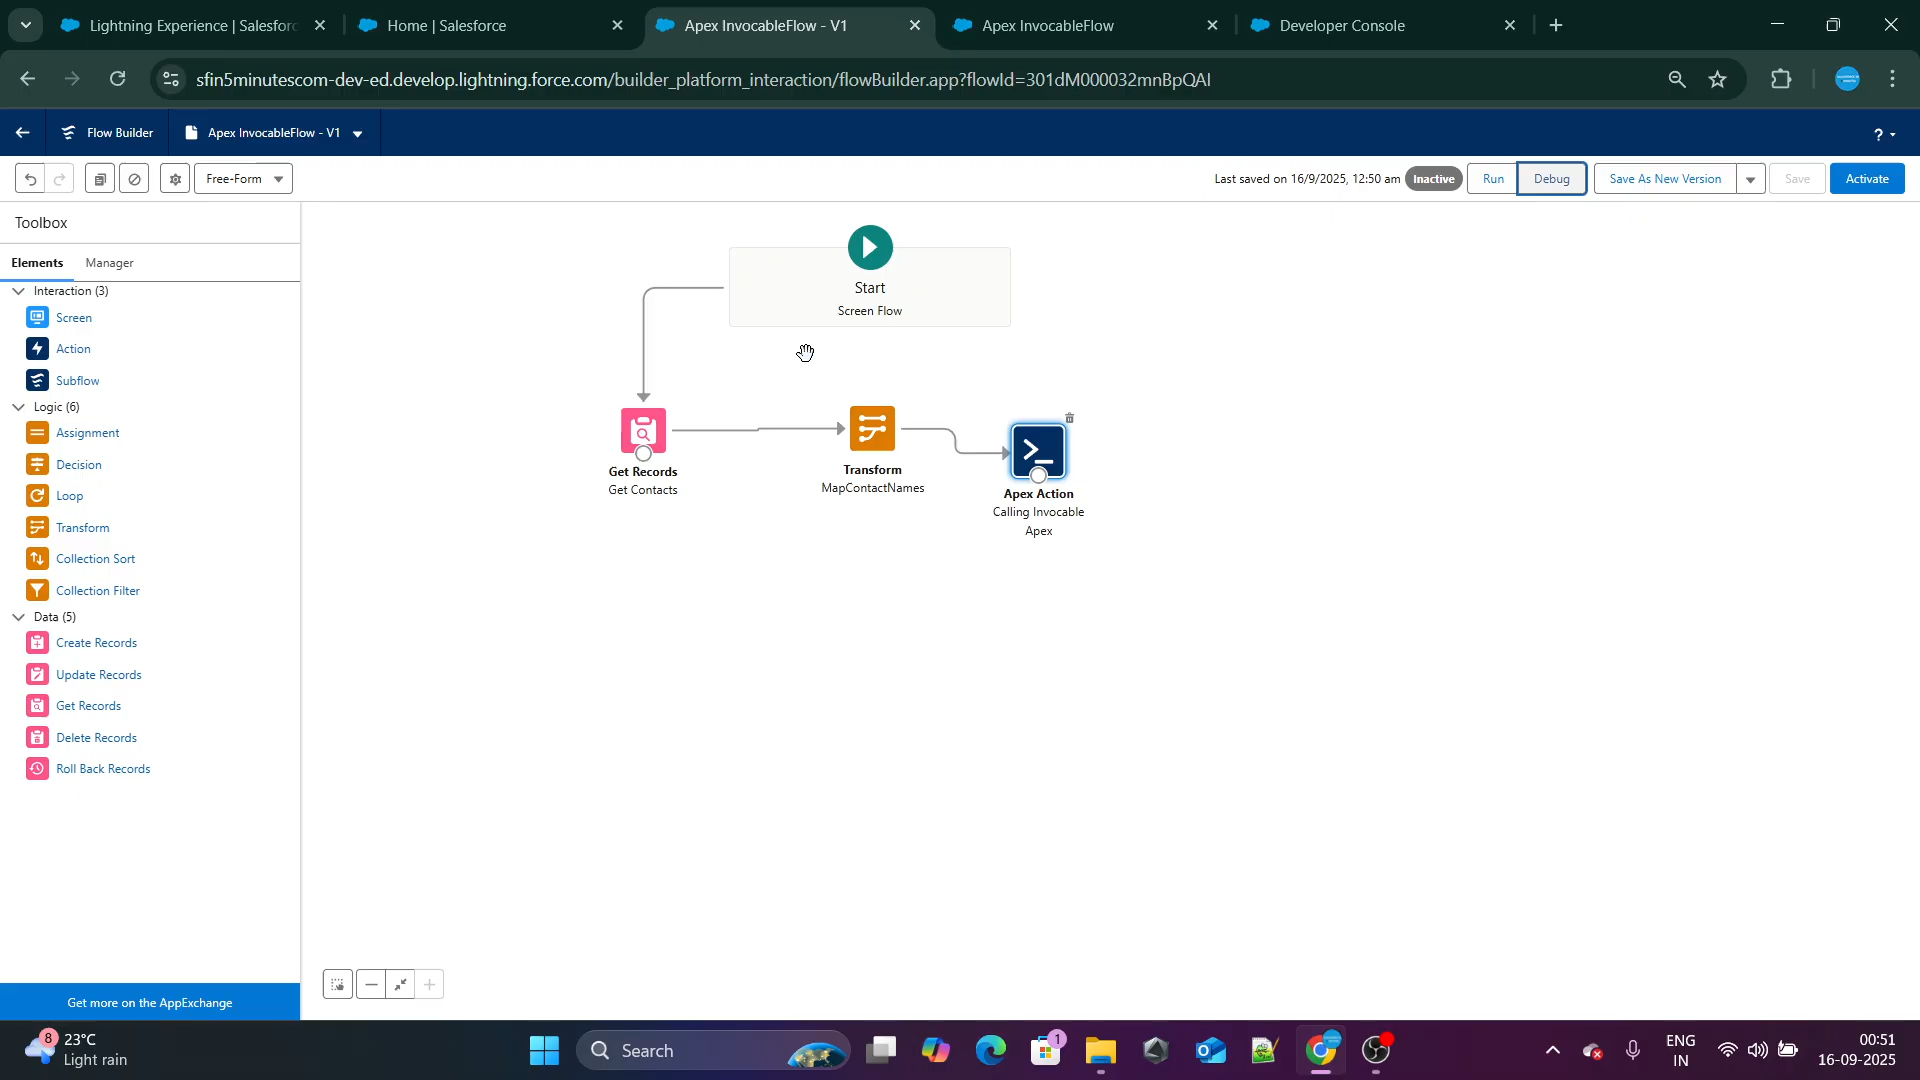 Lightning Experience | Salesforc
Home | Salesforce
Apex InvocableFlow - V1
Apex InvocableFlow
Developer Console
sfin5minutescom-dev-ed.develop.lightning.force.com/builder_platform_interaction/flowBuilder.app?flowId=301dM000032mnBpQAI
Flow Builder
Apex InvocableFlow - V1
?
Free-Form
Last saved on 16/9/2025, 12:50 am
Inactive
Run
Debug
Save As New Version
Save
Activate
Toolbox
Elements
Manager
Interaction (3)
Screen
Action
Subflow
Logic (6)
Assignment
Decision
Loop
Transform
Collection Sort
Collection Filter
Data (5)
Create Records
Update Records
Get Records
Delete Records
Roll Back Records
Get more on the AppExchange
Start
Screen Flow
Get Records
Get Contacts
Transform
MapContactNames
Apex Action
Calling Invocable
Apex
8
23°C
Light rain
Search
1
ENG
IN
00:51
16-09-2025